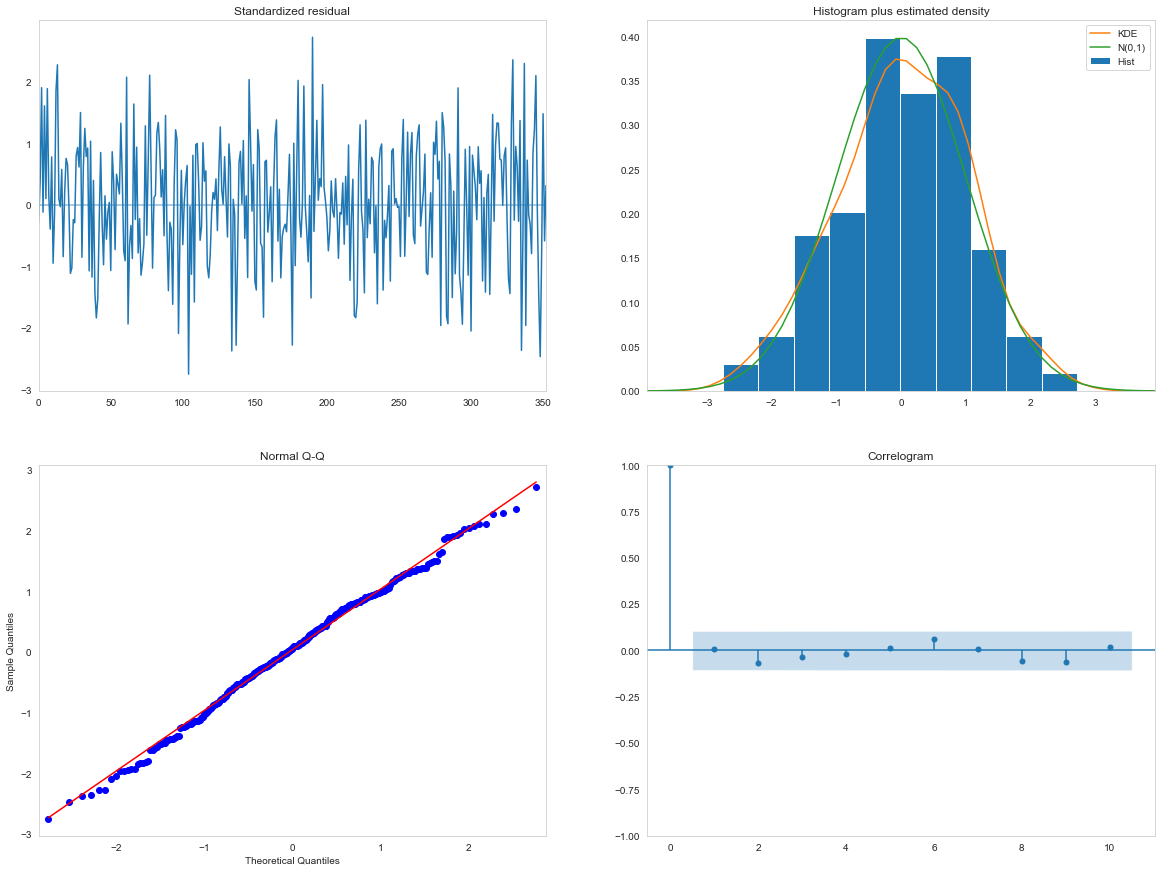 Standardized residual
2
1
0
−1
−2
−3
0 50 100 150 200 250 300 350
Histogram plus estimated density
KDE
N(0,1)
Hist
0.40
0.35
0.30
0.25
0.20
0.15
0.10
0.05
0.00
−3 −2 −1 0 1 2 3
Normal Q-Q
Sample Quantiles
3
2
1
0
−1
−2
−3
−2 −1 0 1 2
Theoretical Quantiles
Correlogram
1.00
0.75
0.50
0.25
0.00
−0.25
−0.50
−0.75
−1.00
0 2 4 6 8 10